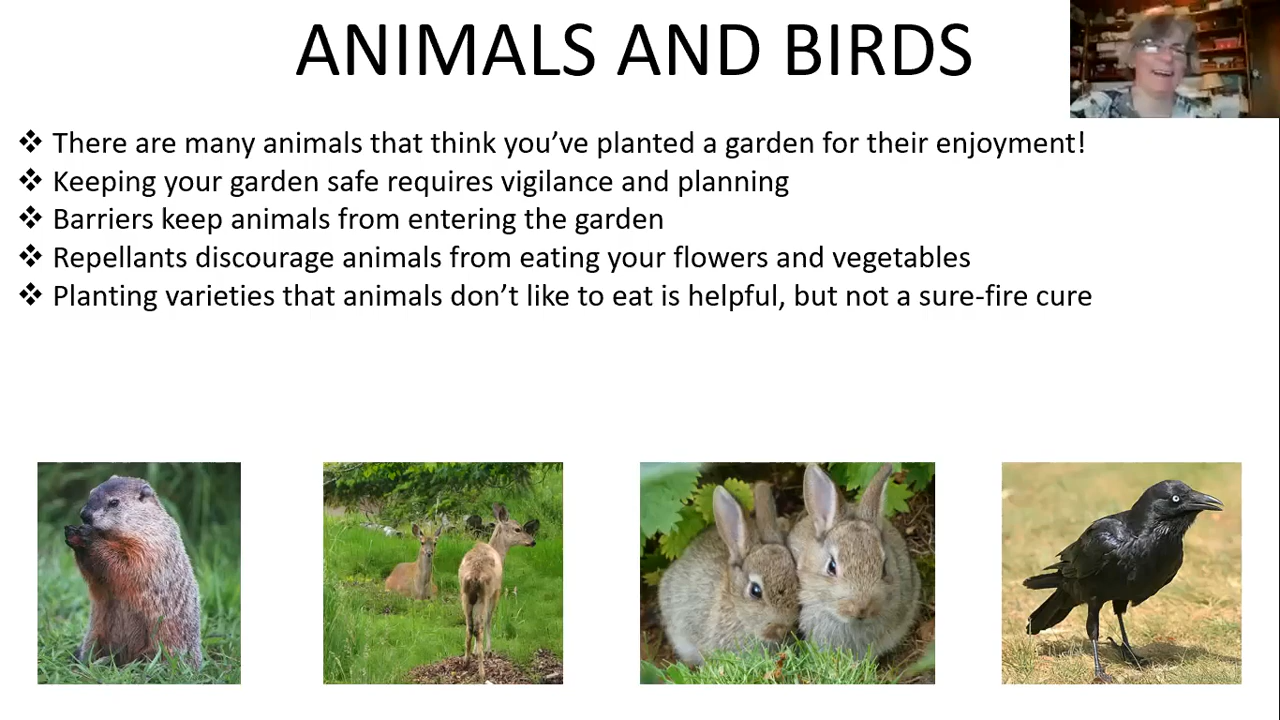 ANIMALS AND BIRDS
❖ There are many animals that think you’ve planted a garden for their enjoyment!
❖ Keeping your garden safe requires vigilance and planning
❖ Barriers keep animals from entering the garden
❖ Repellants discourage animals from eating your flowers and vegetables
❖ Planting varieties that animals don’t like to eat is helpful, but not a sure-fire cure